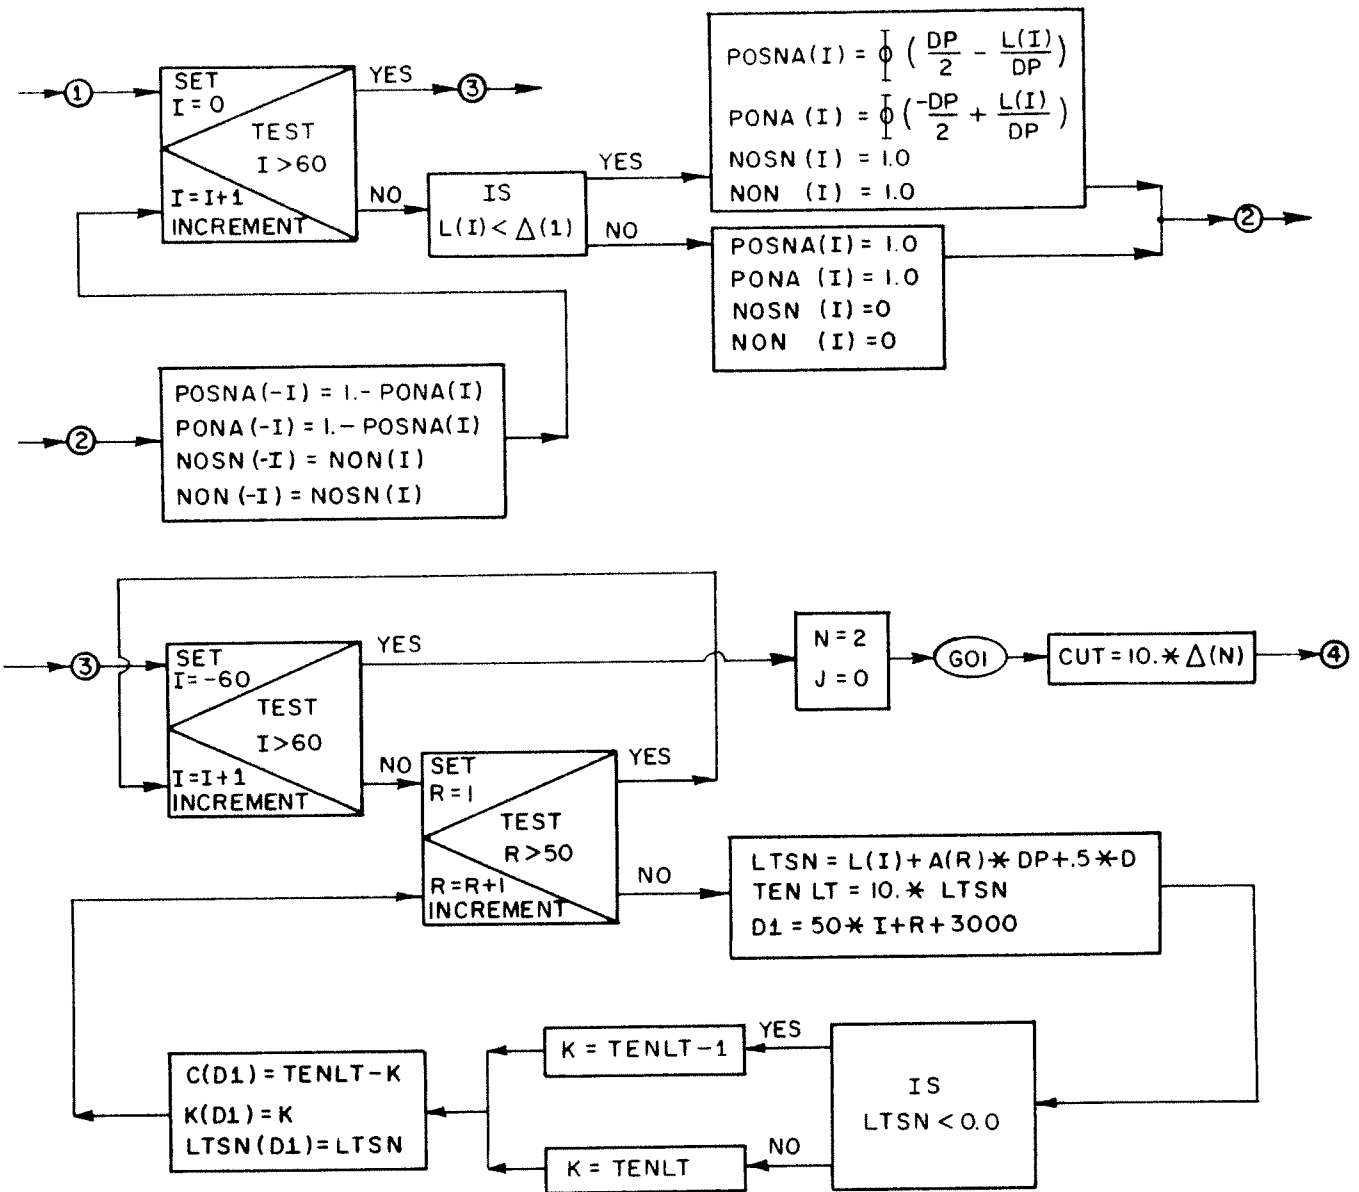 1
SET
I=0
TEST
I>60
I=I+1
INCREMENT
YES
3
NO
IS
L(I)<Δ(1)
YES
NO
POSNA(I) = ϕ (DP/2 - L(I)/DP)
PONA (I) = ϕ (-DP/2 + L(I)/DP)
NOSN (I) = 1.0
NON (I) = 1.0
POSNA(I) = 1.0
PONA (I) = 1.0
NOSN (I) =0
NON (I) =0
2
2
POSNA(-I) = 1.- PONA(I)
PONA(-I) = 1.- POSNA(I)
NOSN(-I) = NON(I)
NON(-I) = NOSN(I)
3
SET
I=-60
TEST
I>60
I=I+1
INCREMENT
YES
NO
N=2
J=0
GO1
CUT=10.* Δ(N)
4
SET
R=1
TEST
R>50
R=R+1
INCREMENT
YES
NO
LTSN = L(I)+A(R)* DP+.5*D
TEN LT = 10.* LTSN
D1 = 50* I+R+3000
IS
LTSN<0.0
YES
NO
K = TENLT-1
K = TENLT
C(D1)=TENLT-K
K(D1)=K
LTSN(D1)=LTSN